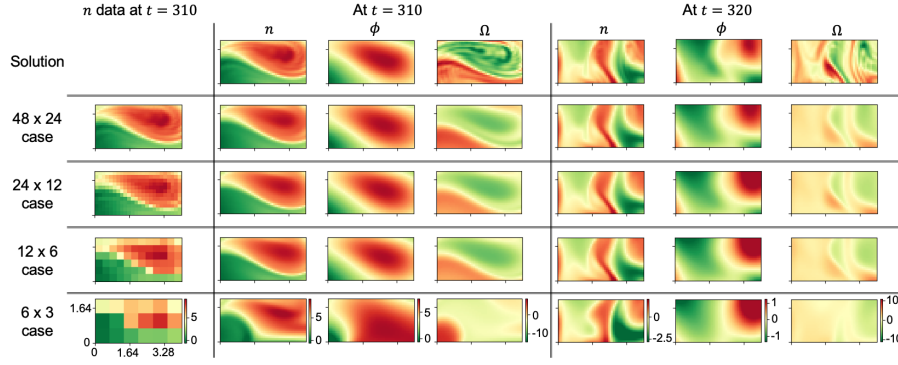 n data at t = 310
At t = 310
At t = 320
n ϕ Ω n ϕ Ω
Solution
48 x 24
case
24 x 12
case
12 x 6
case
6 x 3
case
1.64
0
0 1.64 3.28
5
0
5
0
5
0
0
-10
0
-2.5
1
0
-1
10
0
-10